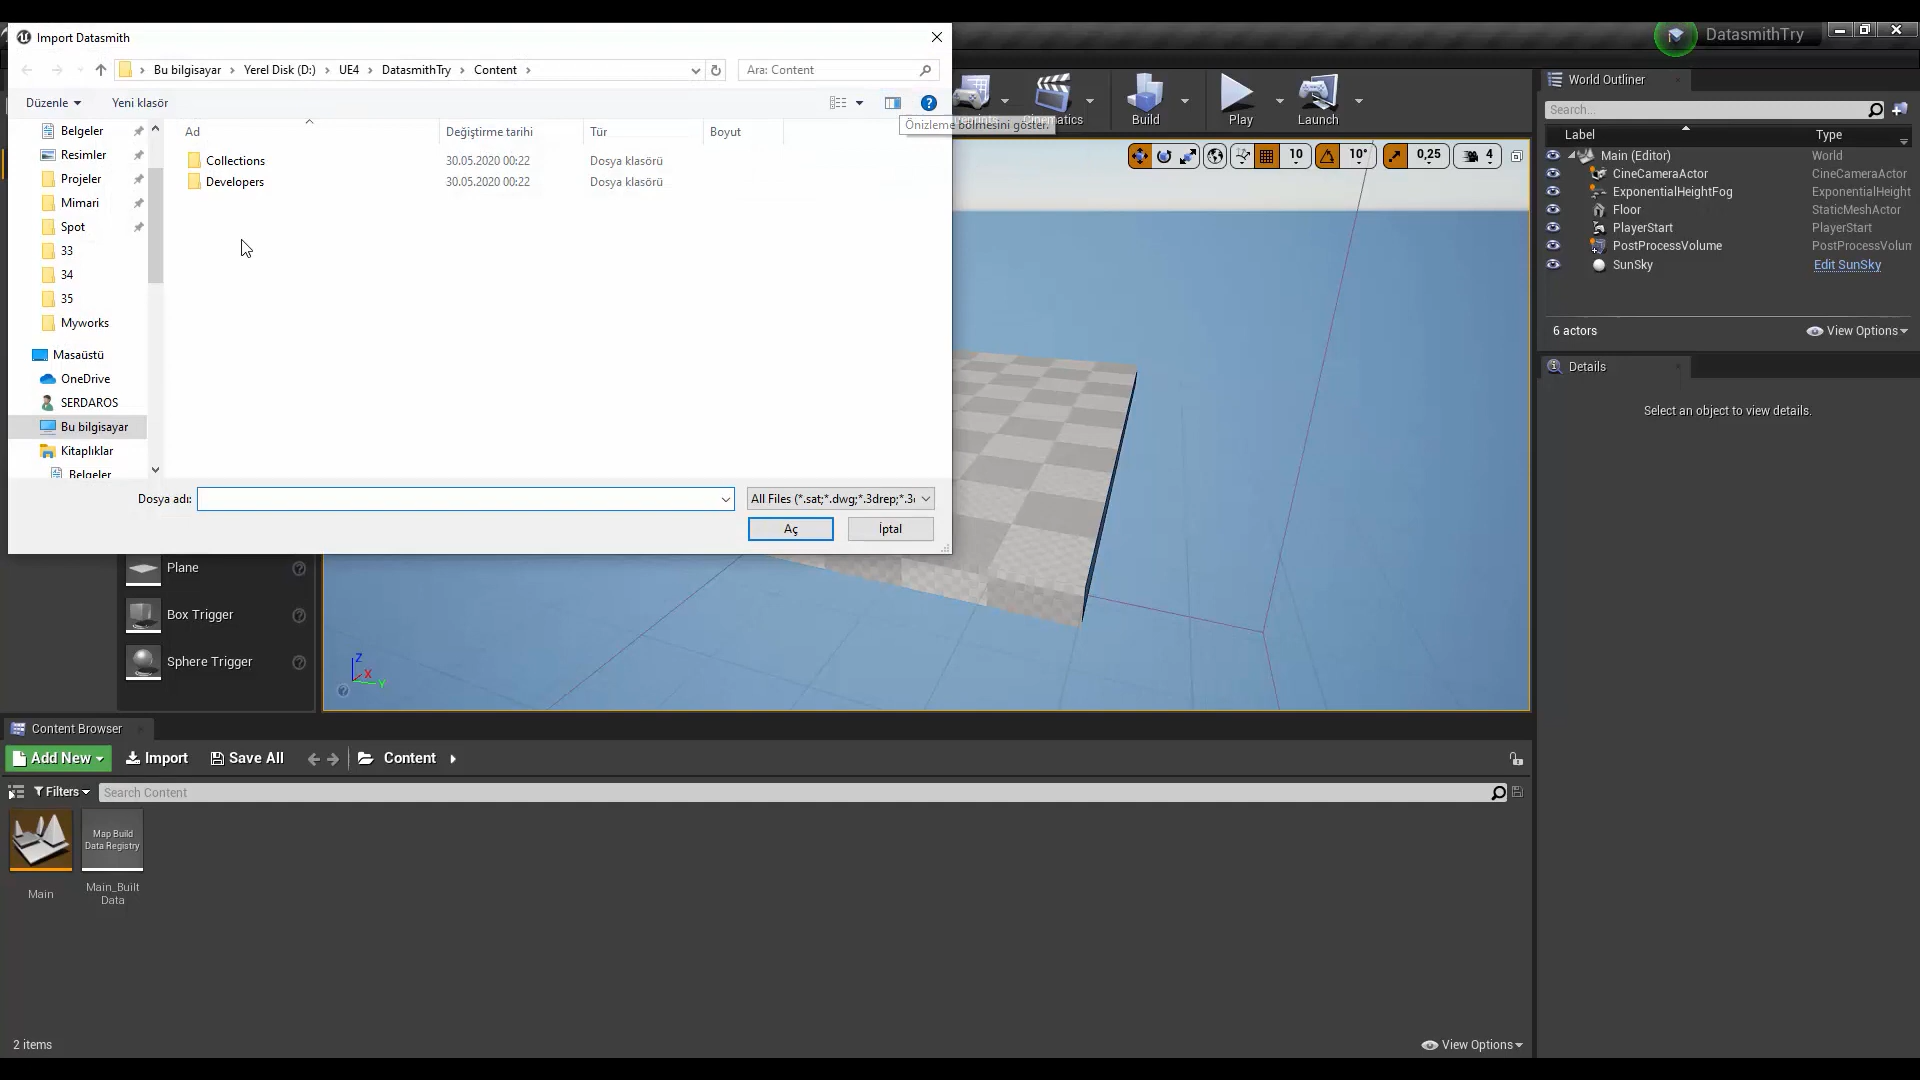 Import Datasmith
DatasmithTry
Bu bilgisayar > Yerel Disk (D:) > UE4 > DatasmithTry > Content >
Ara: Content
Düzenle
Yeni klasör
Önizleme bölmesini göster.
Ad
Değiştirme tarihi
Tür
Boyut
Collections
30.05.2020 00:22
Dosya klasörü
Developers
30.05.2020 00:22
Dosya klasörü
Belgeler
Resimler
Projeler
Mimari
Spot
33
34
35
Myworks
Masaüstü
OneDrive
SERDAROS
Bu bilgisayar
Kitaplıklar
Belgeler
Dosya adı:
All Files (*.sat;*.dwg;*.3drep;*.3
Aç
İptal
Build
Play
Launch
10
10°
0,25
4
World Outliner
Search...
Label
Type
Main (Editor)
World
CineCameraActor
CineCameraActor
ExponentialHeightFog
ExponentialHeight
Floor
StaticMeshActor
PlayerStart
PlayerStart
PostProcessVolume
PostProcessVolum
SunSky
Edit SunSky
6 actors
View Options
Details
Select an object to view details.
Plane
Box Trigger
Sphere Trigger
Z
X
Y
Content Browser
Add New
Import
Save All
Content
Filters
Search Content
Map Build
Data Registry
Main
Main_Built
Data
2 items
View Options